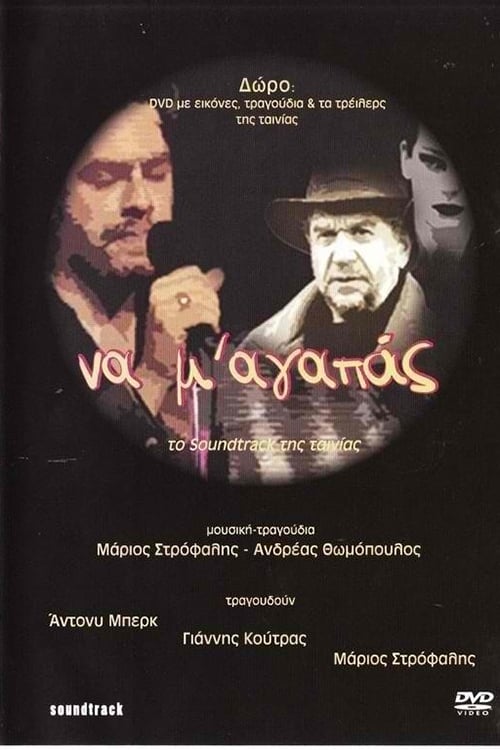 Δώρο:
DVD με εικόνες, τραγούδια & τα τρέιλερς
της ταινίας
να μ' αγαπάς
το Soundtrack της ταινίας
μουσική-τραγούδια
Μάριος Στρόφαλης - Ανδρέας Θωμόπουλος
τραγουδούν
Άντονυ Μπερκ
Γιάννης Κούτρας
Μάριος Στρόφαλης
soundtrack
DVD
VIDEO